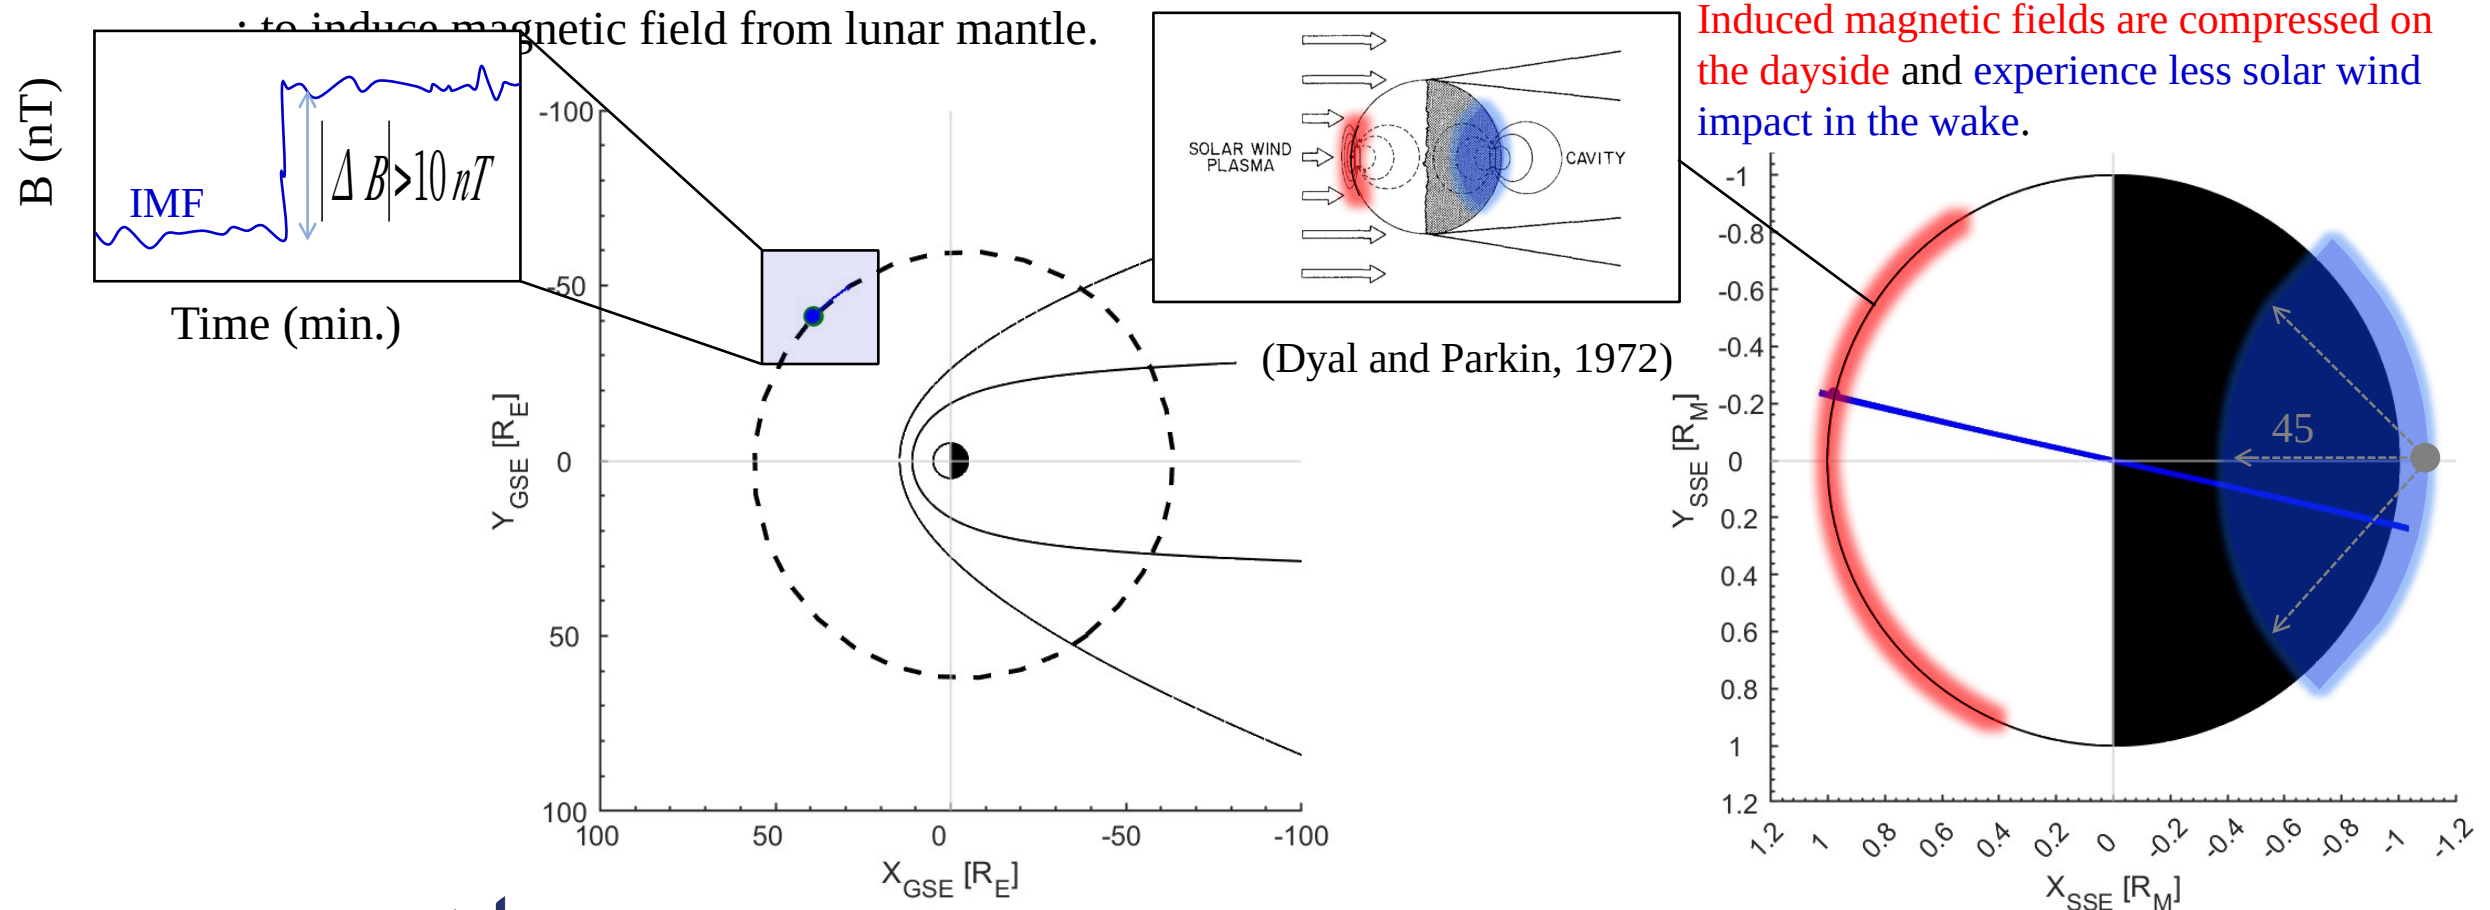 : to induce magnetic field from lunar mantle.
B (nT)
IMF
|Δ B|>10 nT
Time (min.)
SOLAR WIND
PLASMA
CAVITY
(Dyal and Parkin, 1972)
Induced magnetic fields are compressed on
the dayside and experience less solar wind
impact in the wake.
-100
-50
0
50
100
Y_GSE [R_E]
100 50 0 -50 -100
X_GSE [R_E]
-1
-0.8
-0.6
-0.4
-0.2
0
0.2
0.4
0.6
0.8
1
1.2
Y_SSE [R_M]
45
1.2 1 0.8 0.6 0.4 0.2 0 -0.2 -0.4 -0.6 -0.8 -1 -1.2
X_SSE [R_M]